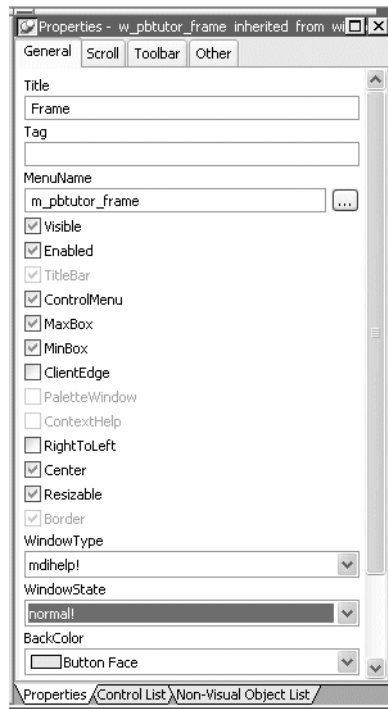 Properties - w_pbtutor_frame inherited from wi
General Scroll Toolbar Other
Title
Frame
Tag
MenuName
m_pbtutor_frame ...
Visible
Enabled
TitleBar
ControlMenu
MaxBox
MinBox
ClientEdge
PaletteWindow
ContextHelp
RightToLeft
Center
Resizable
Border
WindowType
mdihelp!
WindowState
normal!
BackColor
Button Face
Properties Control List Non-Visual Object List